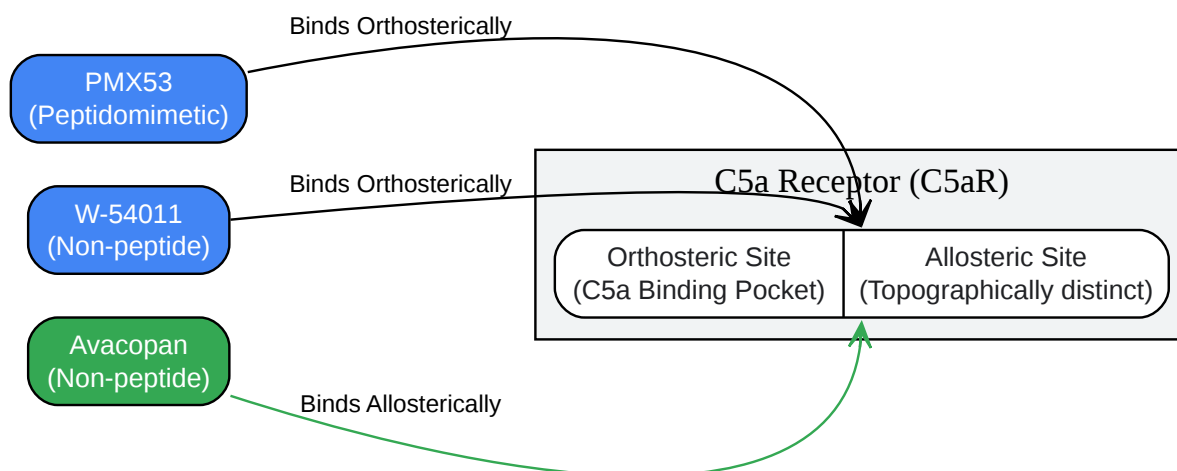 Binds Orthosterically
PMX53
(Peptidomimetic)
C5a Receptor (C5aR)
Binds Orthosterically
W-54011
(Non-peptide)
Orthosteric Site
(C5a Binding Pocket)
Allosteric Site
(Topographically distinct)
Avacopan
(Non-peptide)
Binds Allosterically